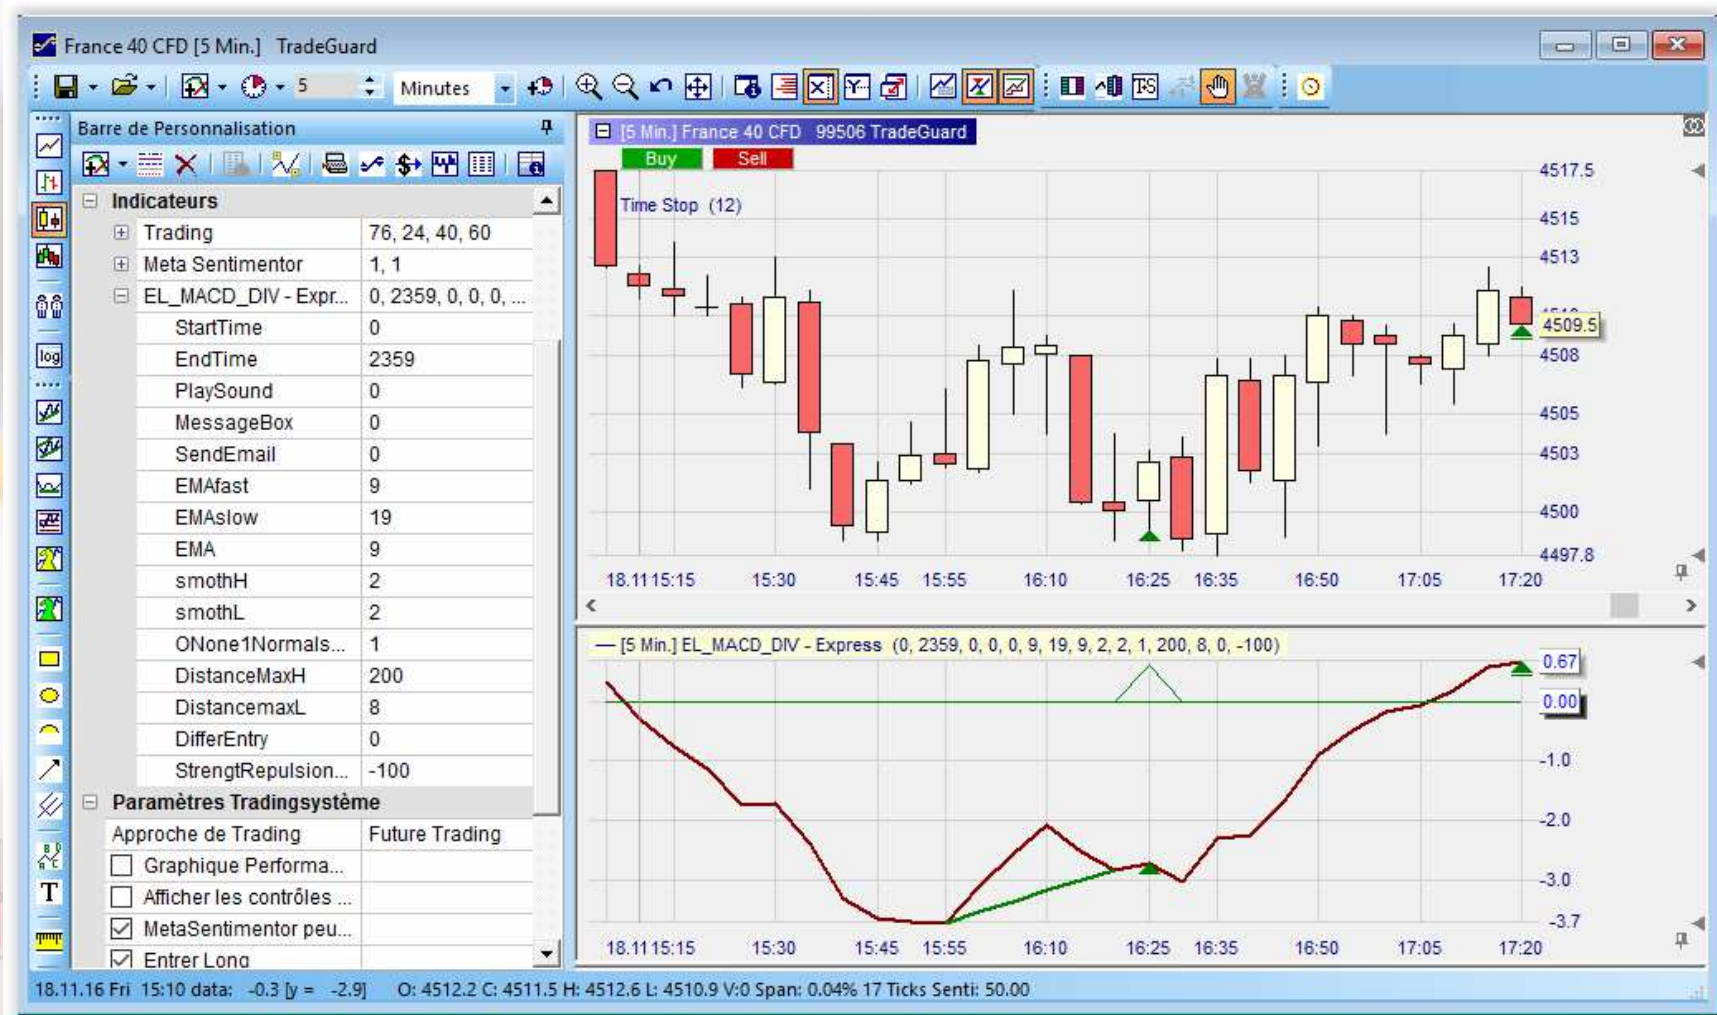 France 40 CFD [5 Min.] TradeGuard
5 Minutes
Barre de Personnalisation
Indicateurs
Trading 76, 24, 40, 60
Meta Sentimentor 1, 1
EL_MACD_DIV - Expr... 0, 2359, 0, 0, 0, ...
StartTime 0
EndTime 2359
PlaySound 0
MessageBox 0
SendEmail 0
EMAfast 9
EMAslow 19
EMA 9
smothH 2
smothL 2
ONone1Normals... 1
DistanceMaxH 200
DistancemaxL 8
DifferEntry 0
StrengtRepulsion... -100
Paramètres Tradingsystème
Approche de Trading Future Trading
Graphique Performa...
Afficher les contrôles ...
MetaSentimentor peu...
Entrer Long
log
T
TS
[5 Min.] France 40 CFD 99506 TradeGuard
Buy Sell
Time Stop (12)
4517.5
4515
4513
4509.5
4508
4505
4503
4500
4497.8
18.11 15:15 15:30 15:45 15:55 16:10 16:25 16:35 16:50 17:05 17:20
[5 Min.] EL_MACD_DIV - Express (0, 2359, 0, 0, 0, 9, 19, 9, 2, 2, 1, 200, 8, 0, -100)
0.67
0.00
-1.0
-2.0
-3.0
-3.7
18.11 15:15 15:30 15:45 15:55 16:10 16:25 16:35 16:50 17:05 17:20
18.11.16 Fri 15:10 data: -0.3 [y = -2.9] O: 4512.2 C: 4511.5 H: 4512.6 L: 4510.9 V:0 Span: 0.04% 17 Ticks Senti: 50.00